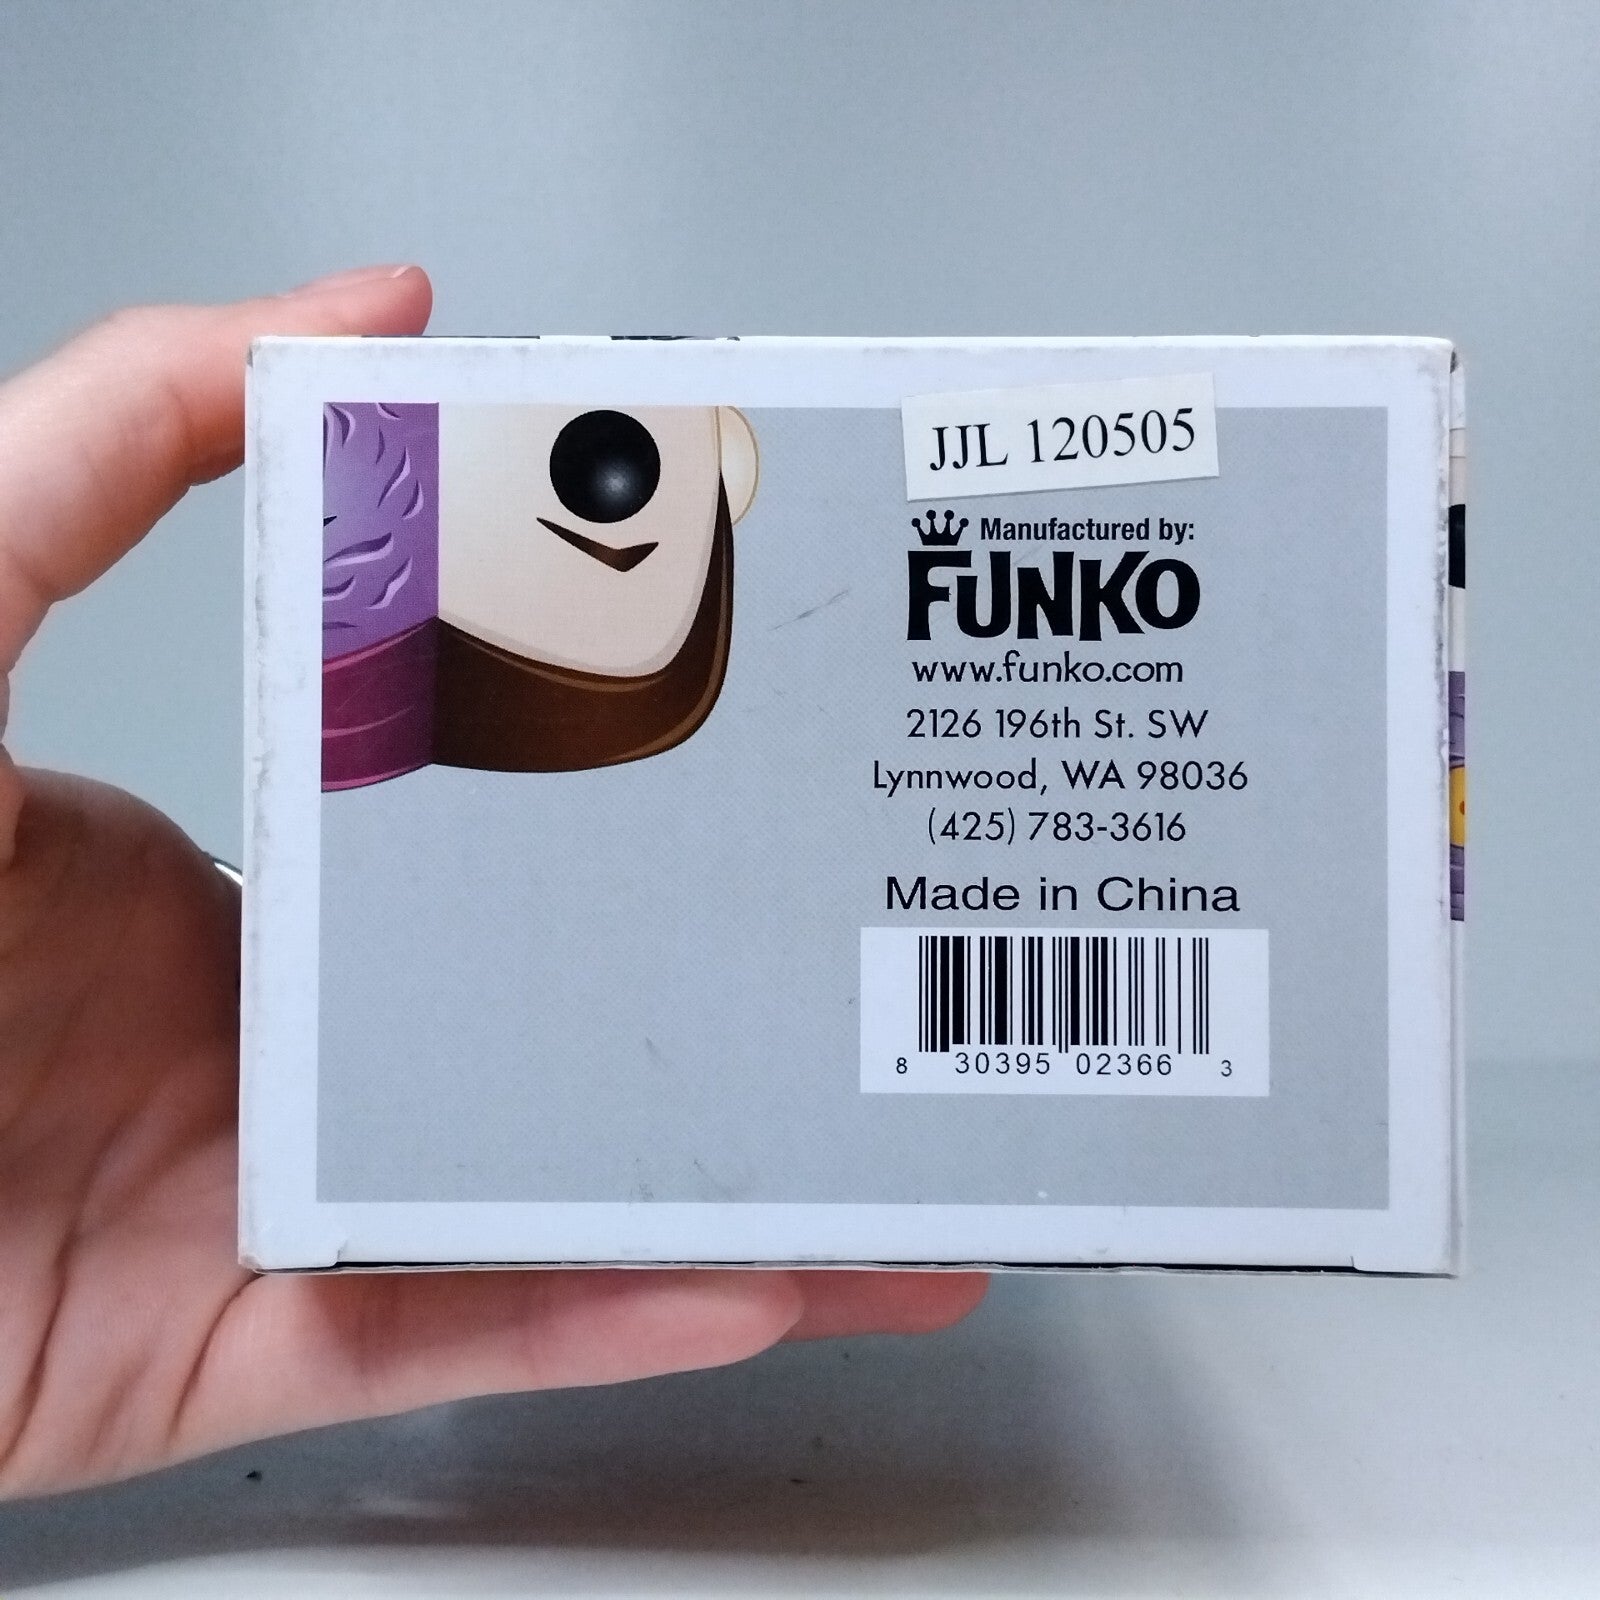 JJL 120505
Manufactured by:
FUNKO
www.funko.com
2126 196th St. SW
Lynnwood, WA 98036
(425) 783-3616
Made in China
8 30395 02366 3